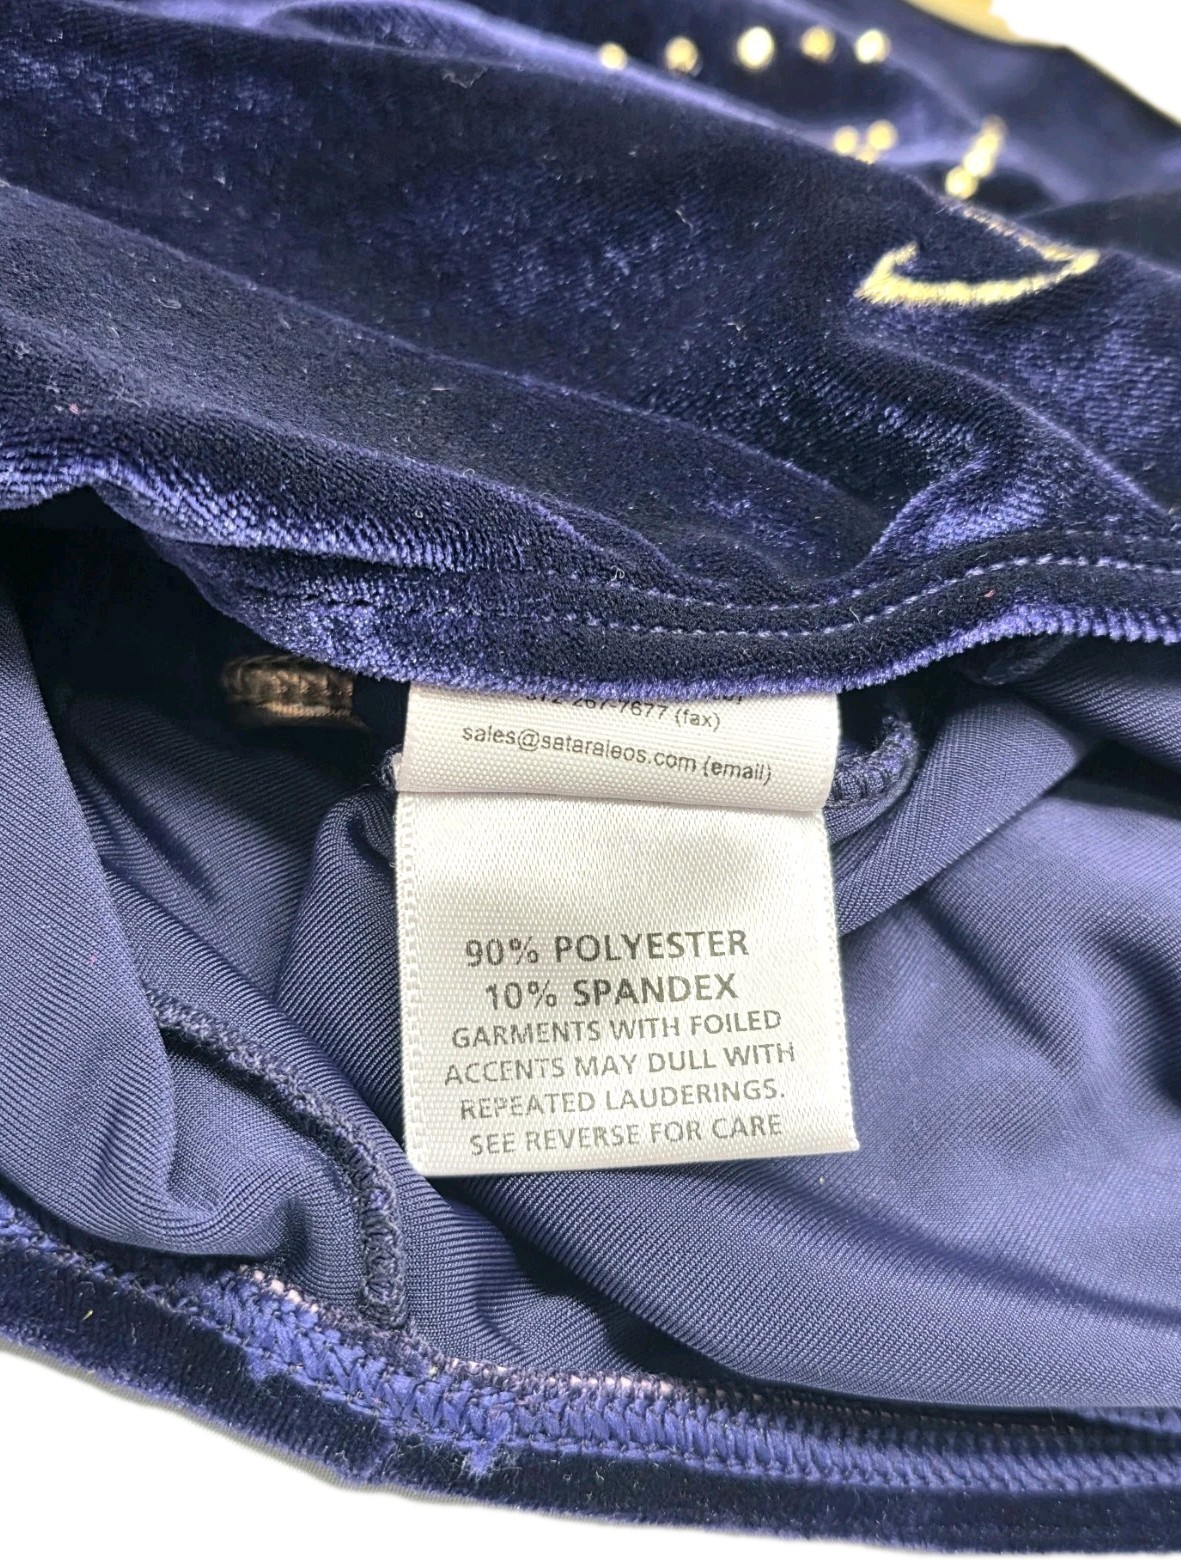 267-7677 (fax)
sales@sataraleos.com (email)
90% POLYESTER
10% SPANDEX
GARMENTS WITH FOILED
ACCENTS MAY DULL WITH
REPEATED LAUDERINGS.
SEE REVERSE FOR CARE